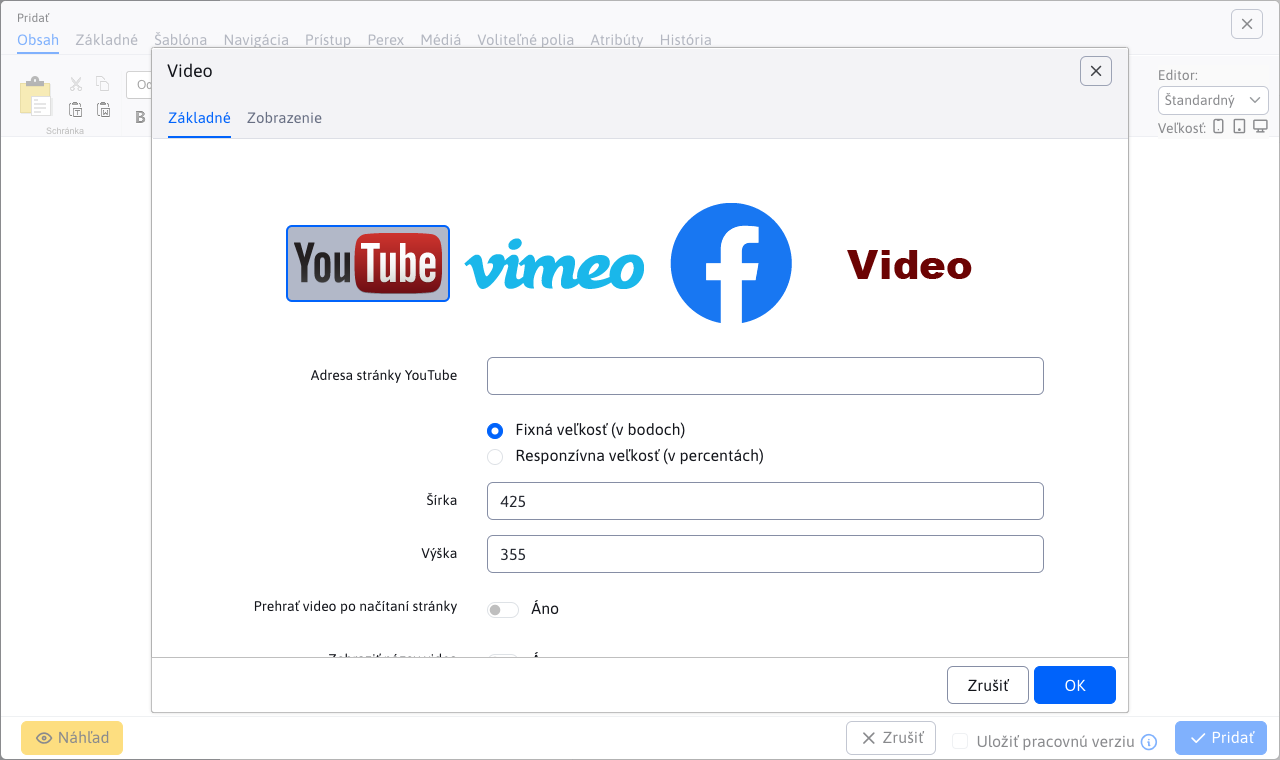 Pridať
Obsah Základné Šablóna Navigácia Prístup Perex Médiá Voliteľné polia Atribúty História
Schránka
B
Editor:
Štandardný
Veľkosť:
Video
Základné Zobrazenie
YouTube vimeo f Video
Adresa stránky YouTube
Fixná veľkosť (v bodoch)
Responzívna veľkosť (v percentách)
Šírka 425
Výška 355
Prehrať video po načítaní stránky Áno
Zrušiť OK
Náhľad Zrušiť Uložiť pracovnú verziu Pridať